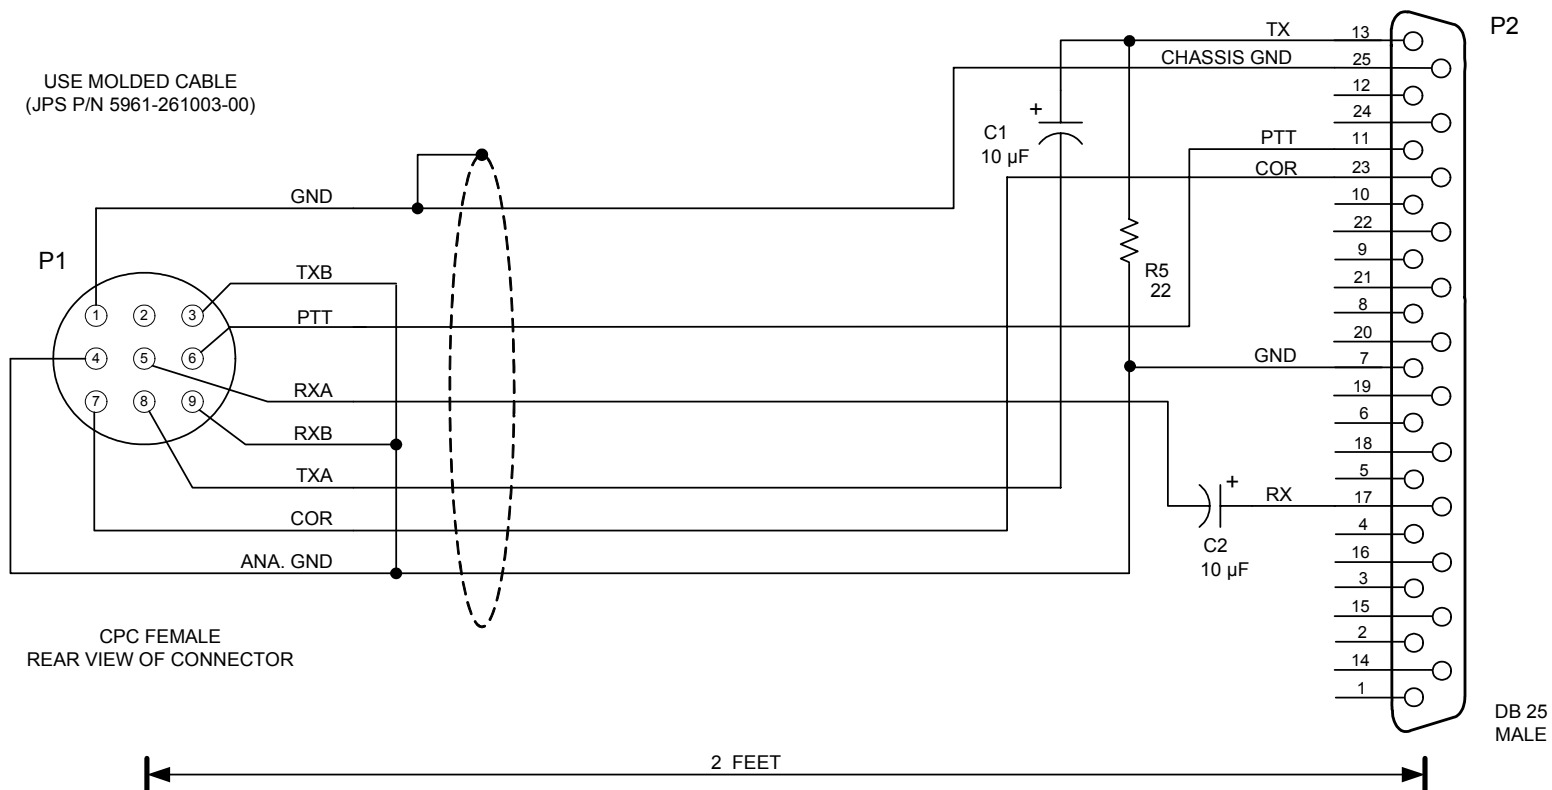 P2
TX 13
CHASSIS GND 25
12
24
PTT 11
COR 23
10
22
9
21
8
20
GND 7
19
6
18
5
RX 17
4
16
3
15
2
14
1
DB 25
MALE
USE MOLDED CABLE
(JPS P/N 5961-261003-00)
+
C1
10 µF
R5
22
+
C2
10 µF
P1
1 2 3
4 5 6
7 8 9
GND
TXB
PTT
RXA
RXB
TXA
COR
ANA. GND
CPC FEMALE
REAR VIEW OF CONNECTOR
2 FEET